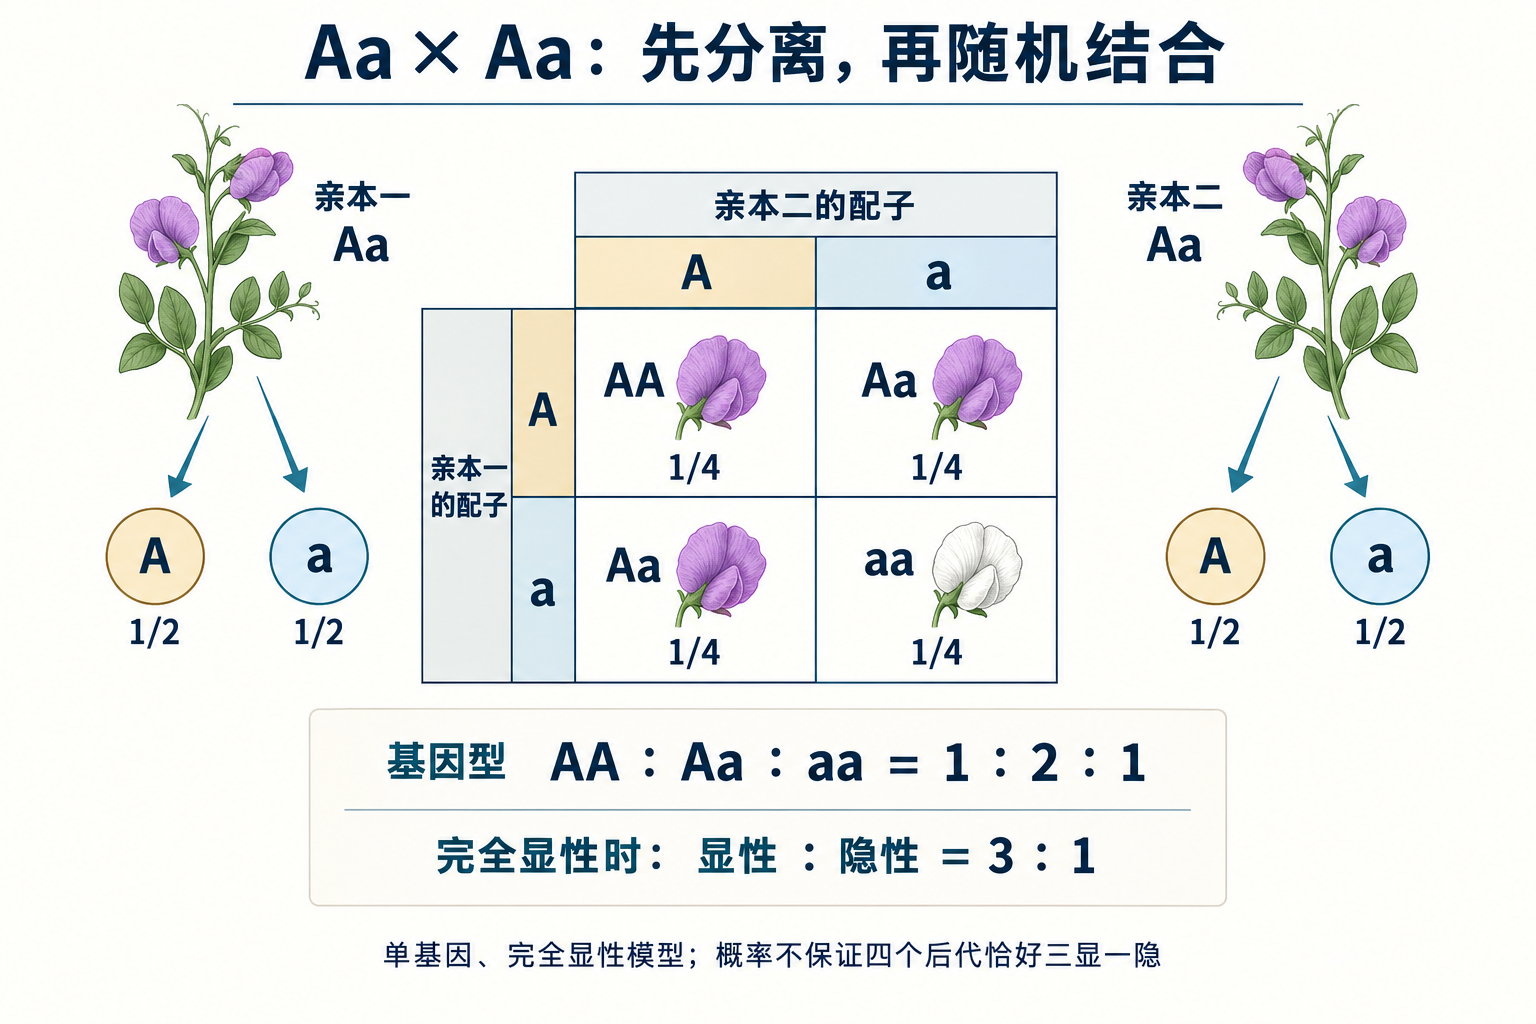 Aa × Aa：先分离，再随机结合
亲本一
Aa
亲本二
Aa
亲本二的配子
A a
亲本一
的配子
A
AA
1/4
Aa
1/4
a
Aa
1/4
aa
1/4
A
1/2
a
1/2
A
1/2
a
1/2
基因型 AA：Aa：aa = 1：2：1
完全显性时： 显性：隐性 = 3：1
单基因、完全显性模型；概率不保证四个后代恰好三显一隐